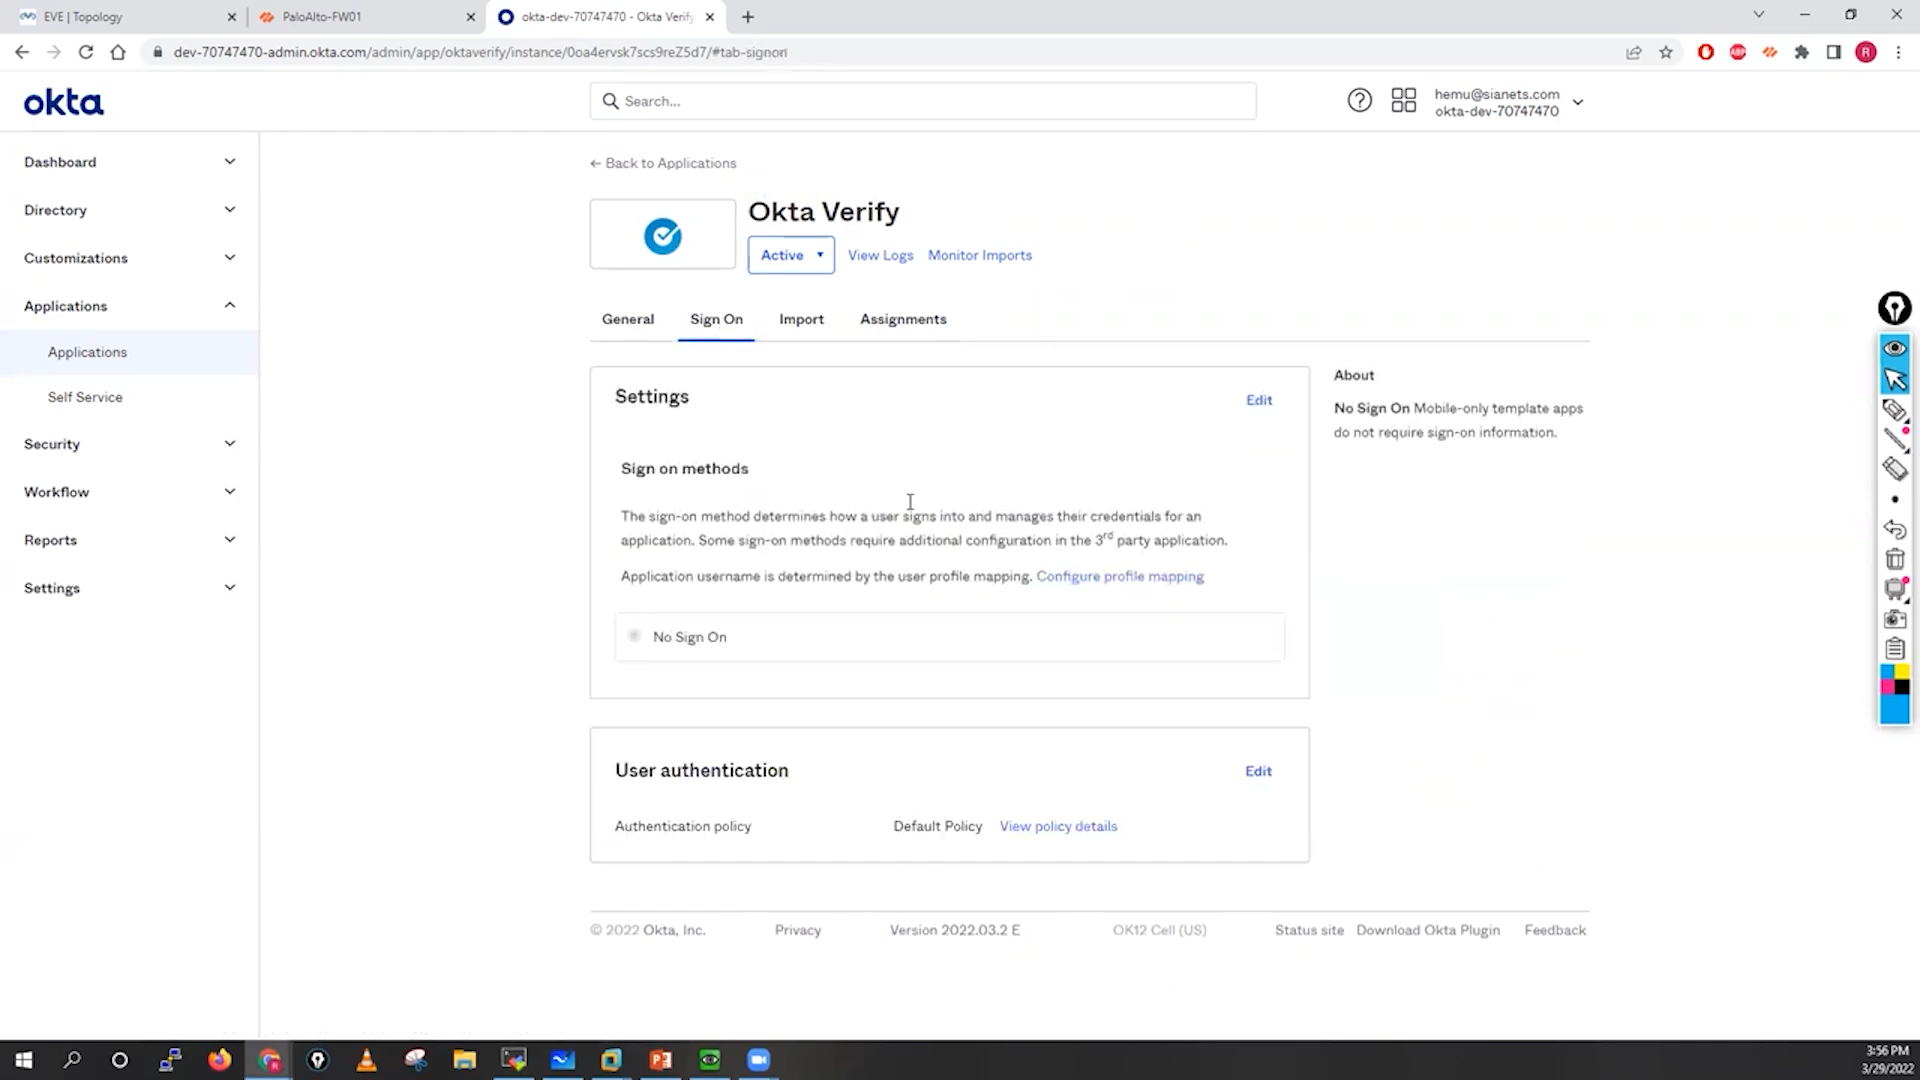 EVE | Topology
PaloAlto-FW01
okta-dev-70747470 - Okta Verify
dev-70747470-admin.okta.com/admin/app/oktaverify/instance/0oa4ervsk7scs9reZ5d7/#tab-signon
ABP
R
okta
Search...
hemu@sianets.com
okta-dev-70747470
Dashboard
Directory
Customizations
Applications
Applications
Self Service
Security
Workflow
Reports
Settings
← Back to Applications
Okta Verify
Active
View Logs
Monitor Imports
General
Sign On
Import
Assignments
Settings
Edit
Sign on methods
The sign-on method determines how a user signs into and manages their credentials for an
application. Some sign-on methods require additional configuration in the 3rd party application.
Application username is determined by the user profile mapping. Configure profile mapping
No Sign On
About
No Sign On Mobile-only template apps
do not require sign-on information.
User authentication
Edit
Authentication policy
Default Policy
View policy details
© 2022 Okta, Inc.
Privacy
Version 2022.03.2 E
OK12 Cell (US)
Status site
Download Okta Plugin
Feedback
3:56 PM
3/29/2022